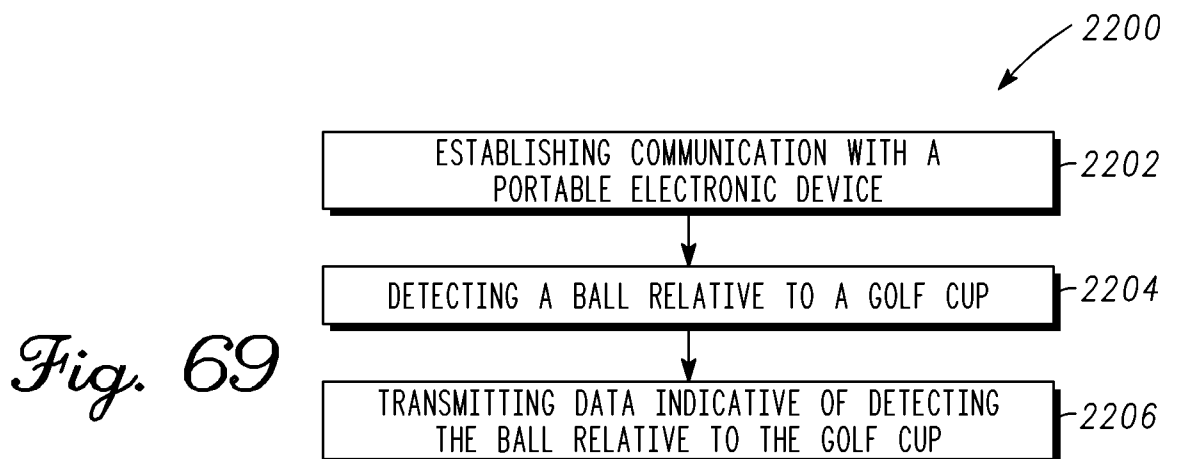 2200
ESTABLISHING COMMUNICATION WITH A
PORTABLE ELECTRONIC DEVICE
2202
DETECTING A BALL RELATIVE TO A GOLF CUP
2204
TRANSMITTING DATA INDICATIVE OF DETECTING
THE BALL RELATIVE TO THE GOLF CUP
2206
Fig. 69